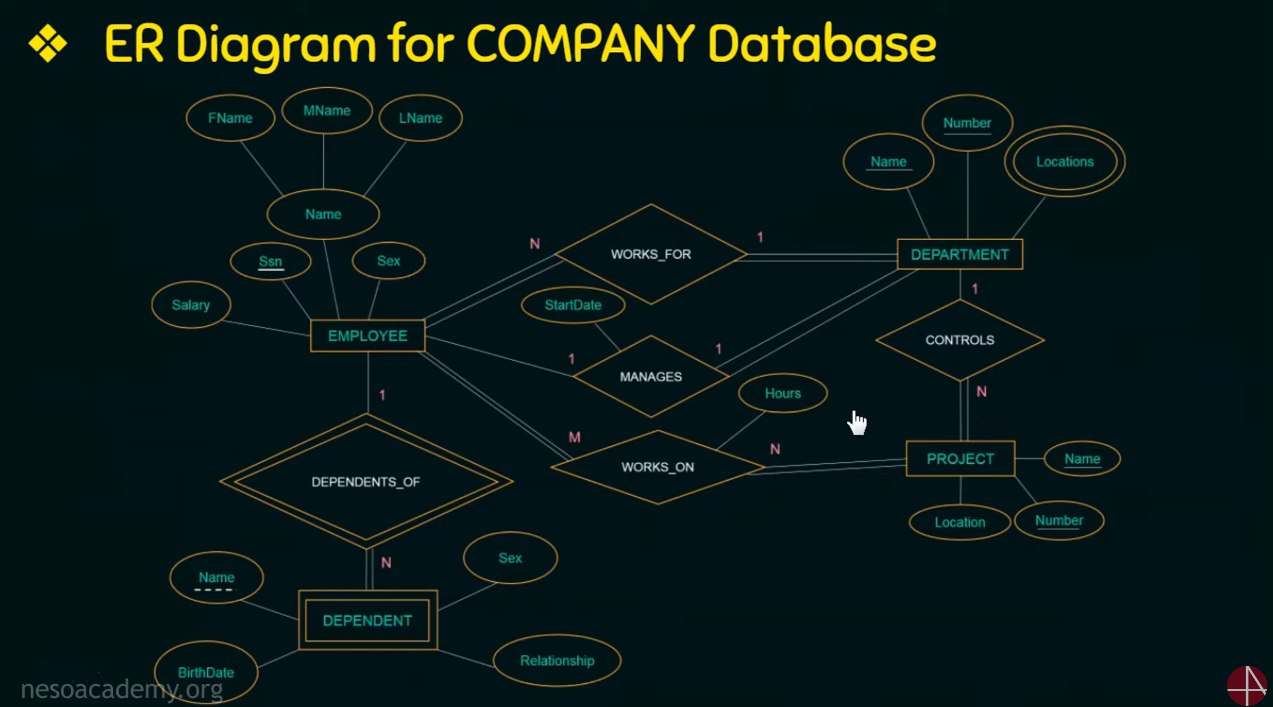 ER Diagram for COMPANY Database
FName
MName
LName
Number
Name
Locations
Name
N
WORKS_FOR
1
DEPARTMENT
Ssn
Sex
Salary
StartDate
1
EMPLOYEE
CONTROLS
1
1
MANAGES
1
Hours
N
M
N
WORKS_ON
PROJECT
Name
DEPENDENTS_OF
Location
Number
N
Sex
Name
DEPENDENT
Relationship
BirthDate
nesoacademy.org